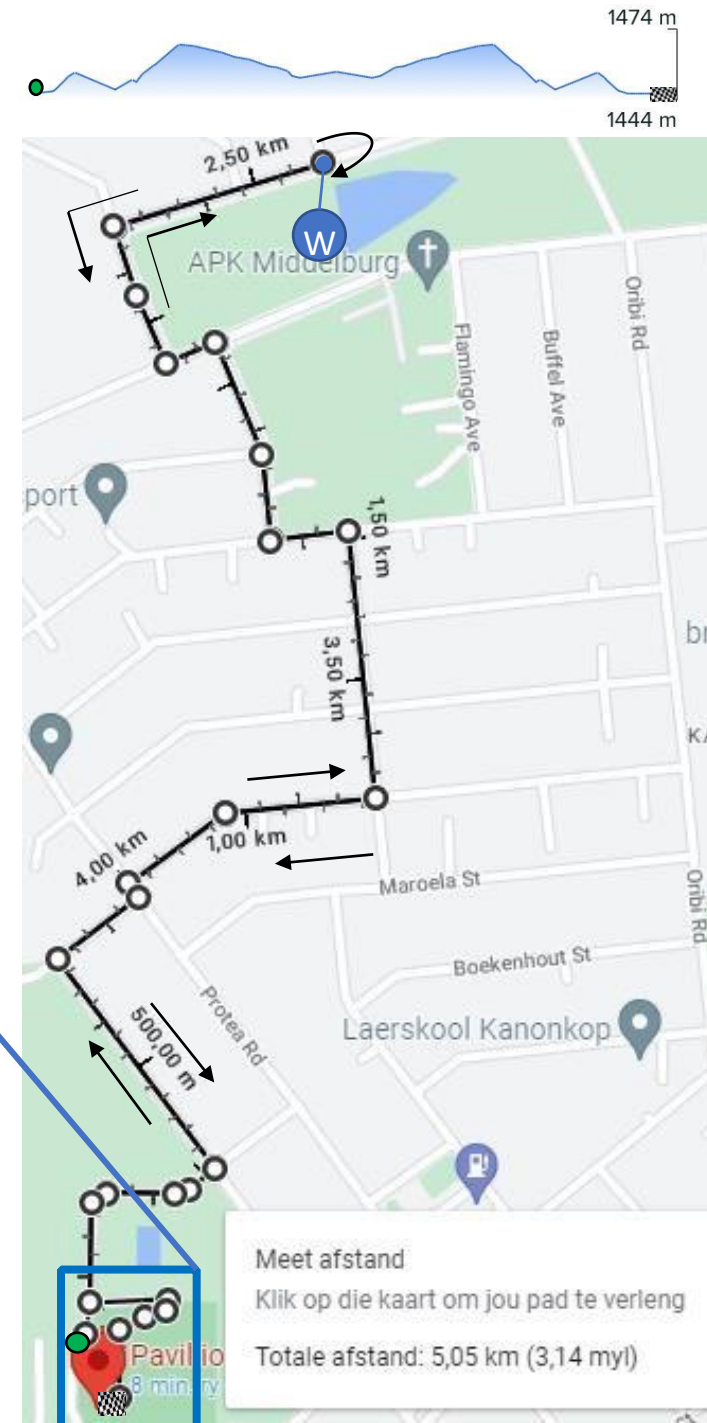 1474 m
1444 m
2,50 km
W
APK Middelburg
Oribi Rd
Flamingo Ave
Buffel Ave
port
1,50 km
3,50 km
1,00 km
4,00 km
Maroela St
Oribi Rd
Boekenhout St
Protea Rd
500,00 m
Laerskool Kanonkop
Meet afstand
Klik op die kaart om jou pad te verleng
Totale afstand: 5,05 km (3,14 myl)
Pavilio
8 min